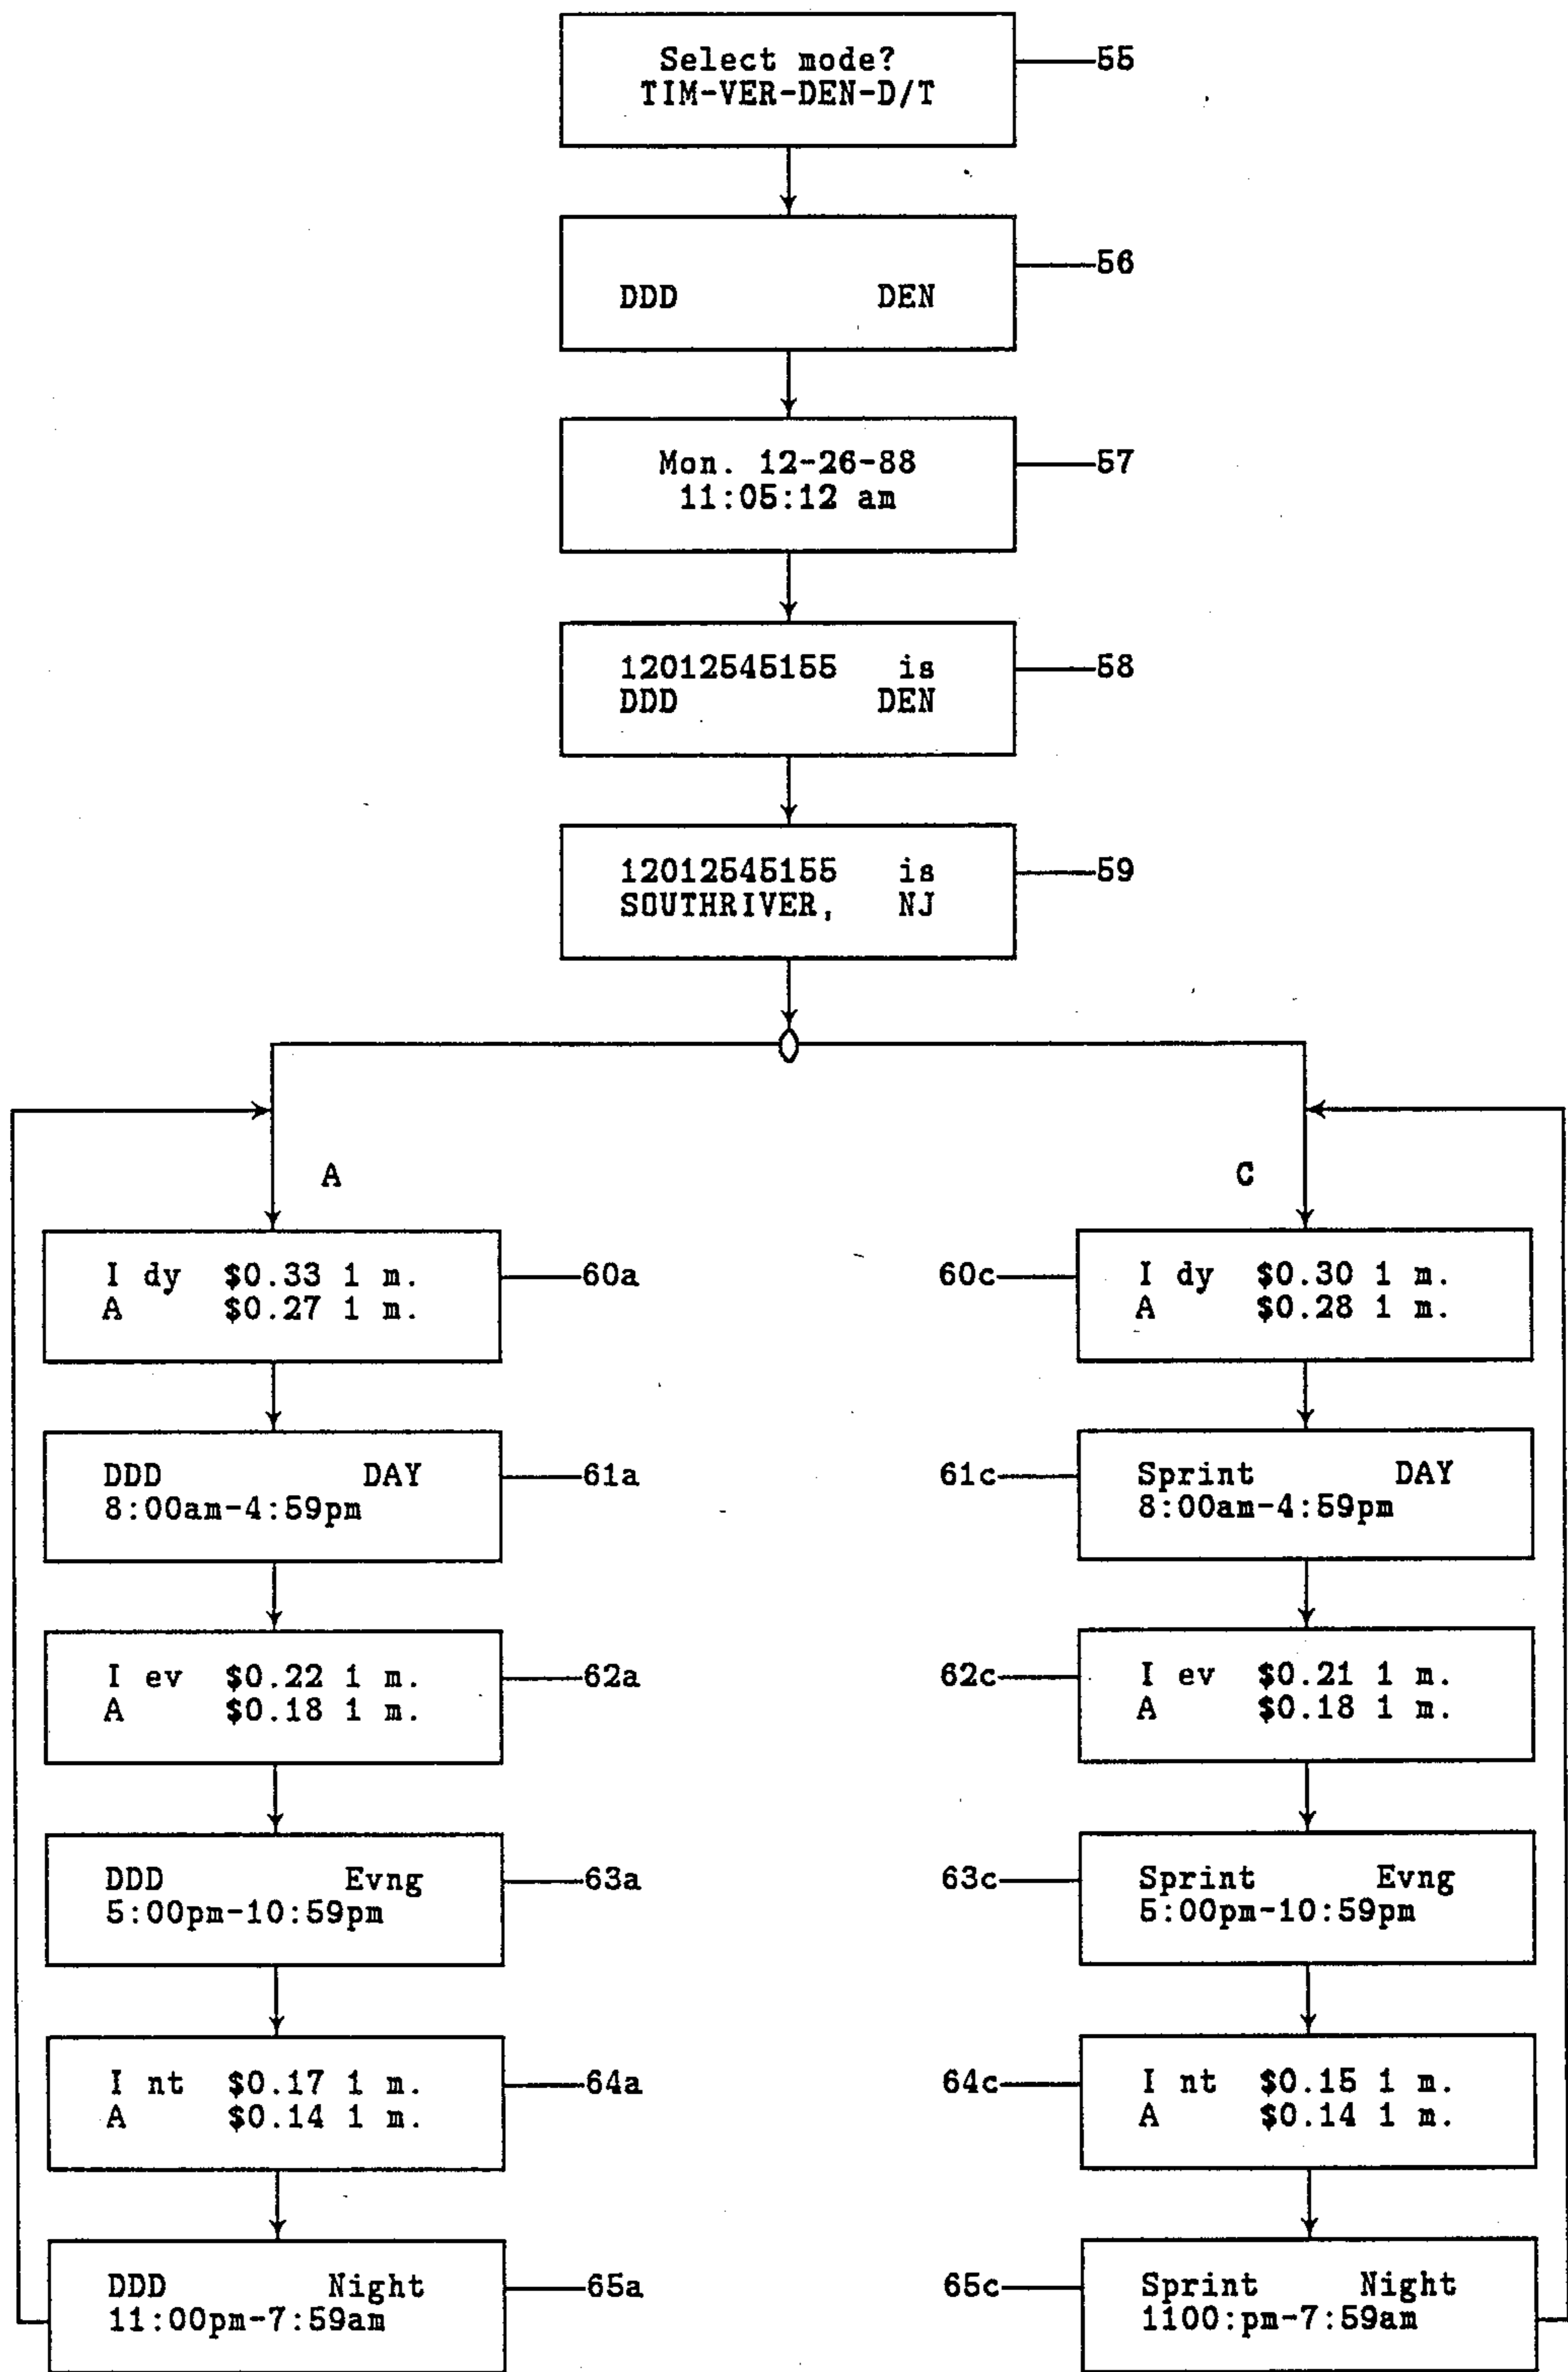 Select mode?
TIM-VER-DEN-D/T
55
DDD DEN
56
Mon. 12-26-88
11:05:12 am
57
12012545155 is
DDD DEN
58
12012545155 is
SOUTHRIVER, NJ
59
A
C
I dy $0.33 1 m.
A $0.27 1 m.
60a
60c
I dy $0.30 1 m.
A $0.28 1 m.
DDD DAY
8:00am-4:59pm
61a
61c
Sprint DAY
8:00am-4:59pm
I ev $0.22 1 m.
A $0.18 1 m.
62a
62c
I ev $0.21 1 m.
A $0.18 1 m.
DDD Evng
5:00pm-10:59pm
63a
63c
Sprint Evng
5:00pm-10:59pm
I nt $0.17 1 m.
A $0.14 1 m.
64a
64c
I nt $0.15 1 m.
A $0.14 1 m.
DDD Night
11:00pm-7:59am
65a
65c
Sprint Night
1100:pm-7:59am